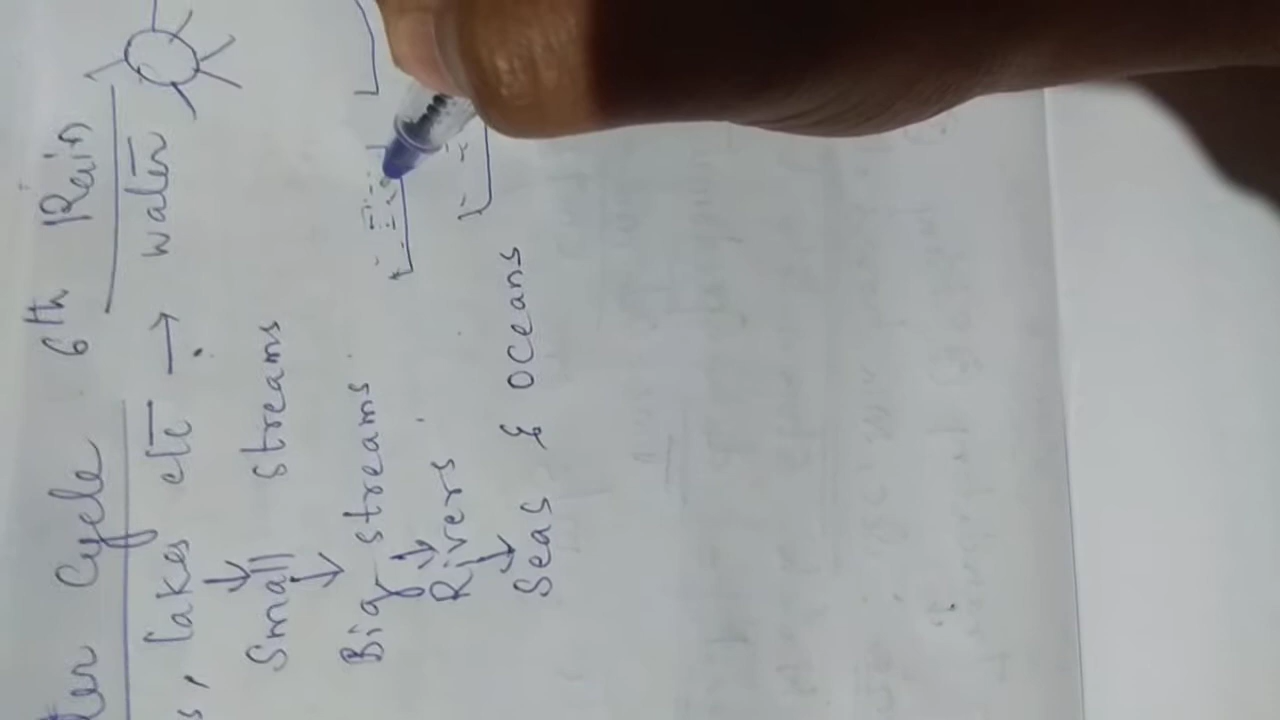 Cycle 6th Rain
, lakes etc → water
↓
Small streams
↓
Big streams
↓
Rivers
↓
Seas & Oceans